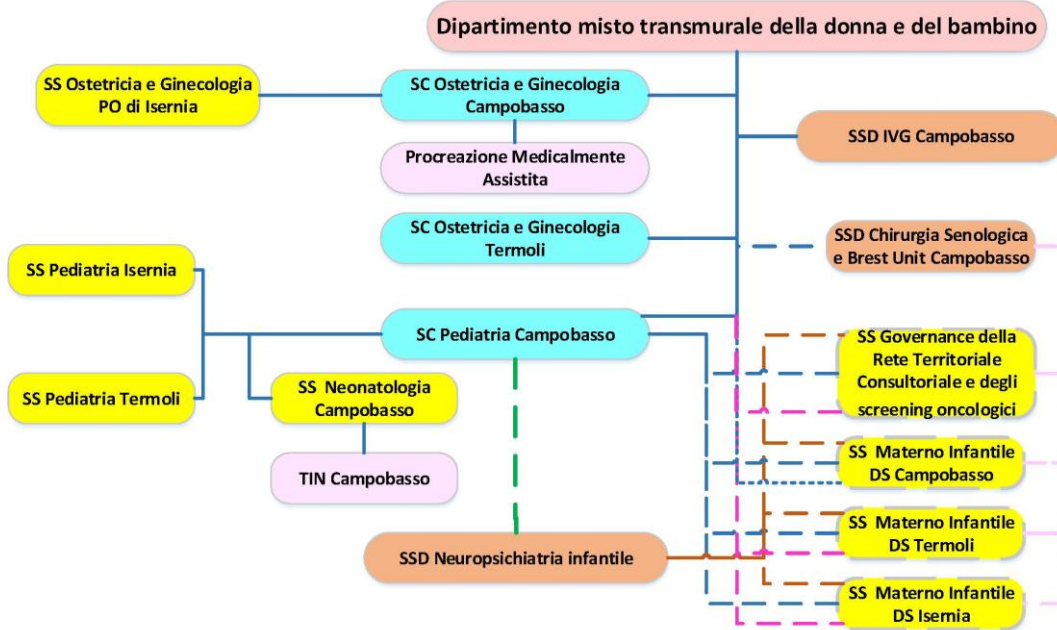 Dipartimento misto transmurale della donna e del bambino
SS Ostetricia e Ginecologia
PO di Isernia
SC Ostetricia e Ginecologia
Campobasso
SSD IVG Campobasso
Procreazione Medicalmente
Assistita
SC Ostetricia e Ginecologia
Termoli
SSD Chirurgia Senologica
e Brest Unit Campobasso
SS Pediatria Isernia
SC Pediatria Campobasso
SS Governance della
Rete Territoriale
Consultoriale e degli
screening oncologici
SS Pediatria Termoli
SS Neonatologia
Campobasso
TIN Campobasso
SS Materno Infantile
DS Campobasso
SS Materno Infantile
DS Termoli
SSD Neuropsichiatria infantile
SS Materno Infantile
DS Isernia